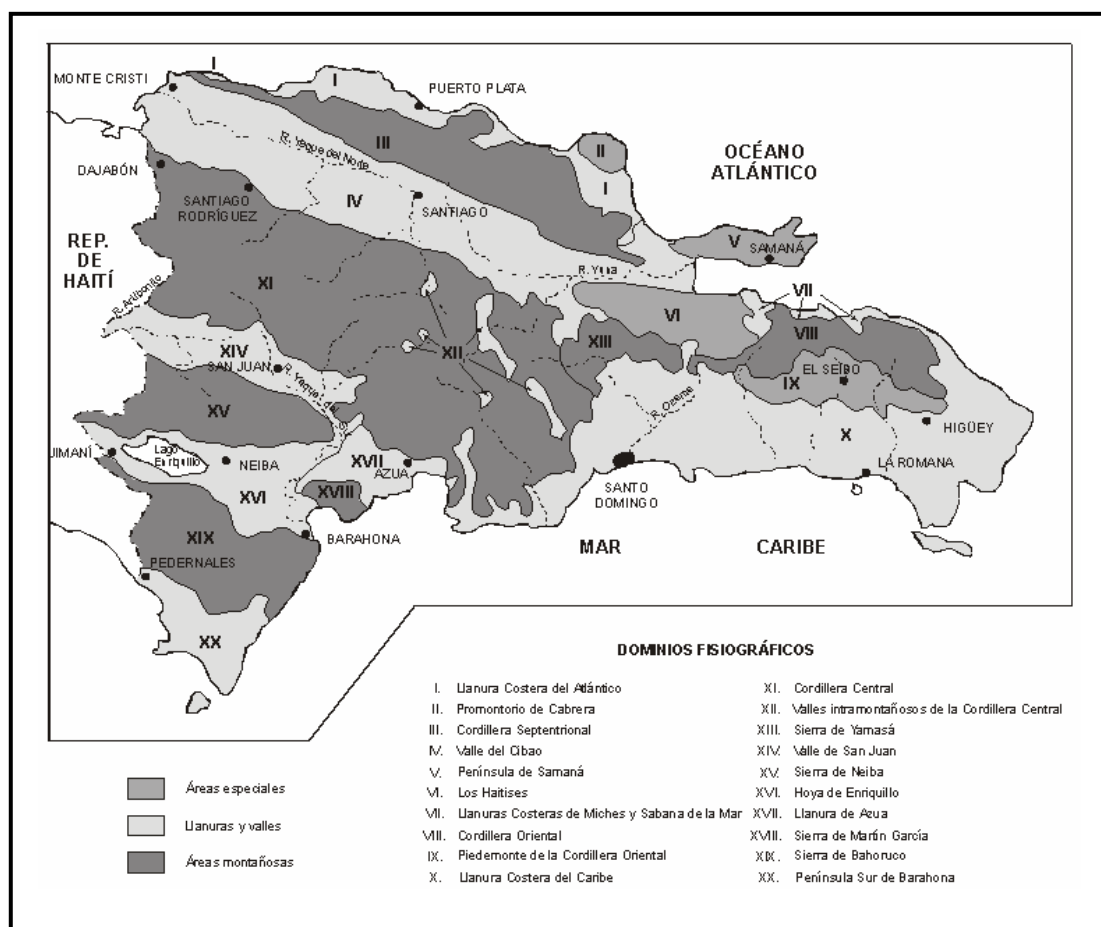 I
MONTE CRISTI
I
PUERTO PLATA
III
R. Yaque del Norte
II
OCÉANO
ATLÁNTICO
DAJABÓN
I
SANTIAGO
RODRÍGUEZ
IV
SANTIAGO
REP.
DE
HAITÍ
V
SAMANÁ
R. Yuna
XI
VII
R. Artibonito
VI
VIII
XIV
XII
XIII
SAN JUAN
R. Yaque del Sur
IX
EL SEÍBO
R. Ozama
XV
X
HIGÜEY
JIMANÍ
Lago
Enriquillo
NEIBA
XVII
AZUA
LA ROMANA
XVI
XVIII
SANTO
DOMINGO
BARAHONA
MAR
CARIBE
XIX
PEDERNALES
XX
DOMINIOS FISIOGRÁFICOS
I. Llanura Costera del Atlántico
II. Promontorio de Cabrera
III. Cordillera Septentrional
IV. Valle del Cibao
V. Península de Samaná
VI. Los Haitises
VII. Llanuras Costeras de Miches y Sabana de la Mar
VIII. Cordillera Oriental
IX. Piedemonte de la Cordillera Oriental
X. Llanura Costera del Caribe
XI. Cordillera Central
XII. Valles intramontañosos de la Cordillera Central
XIII. Sierra de Yamasá
XIV. Valle de San Juan
XV. Sierra de Neiba
XVI. Hoya de Enriquillo
XVII. Llanura de Azua
XVIII. Sierra de Martín García
XIX. Sierra de Bahoruco
XX. Península Sur de Barahona
Áreas especiales
Llanuras y valles
Áreas montañosas